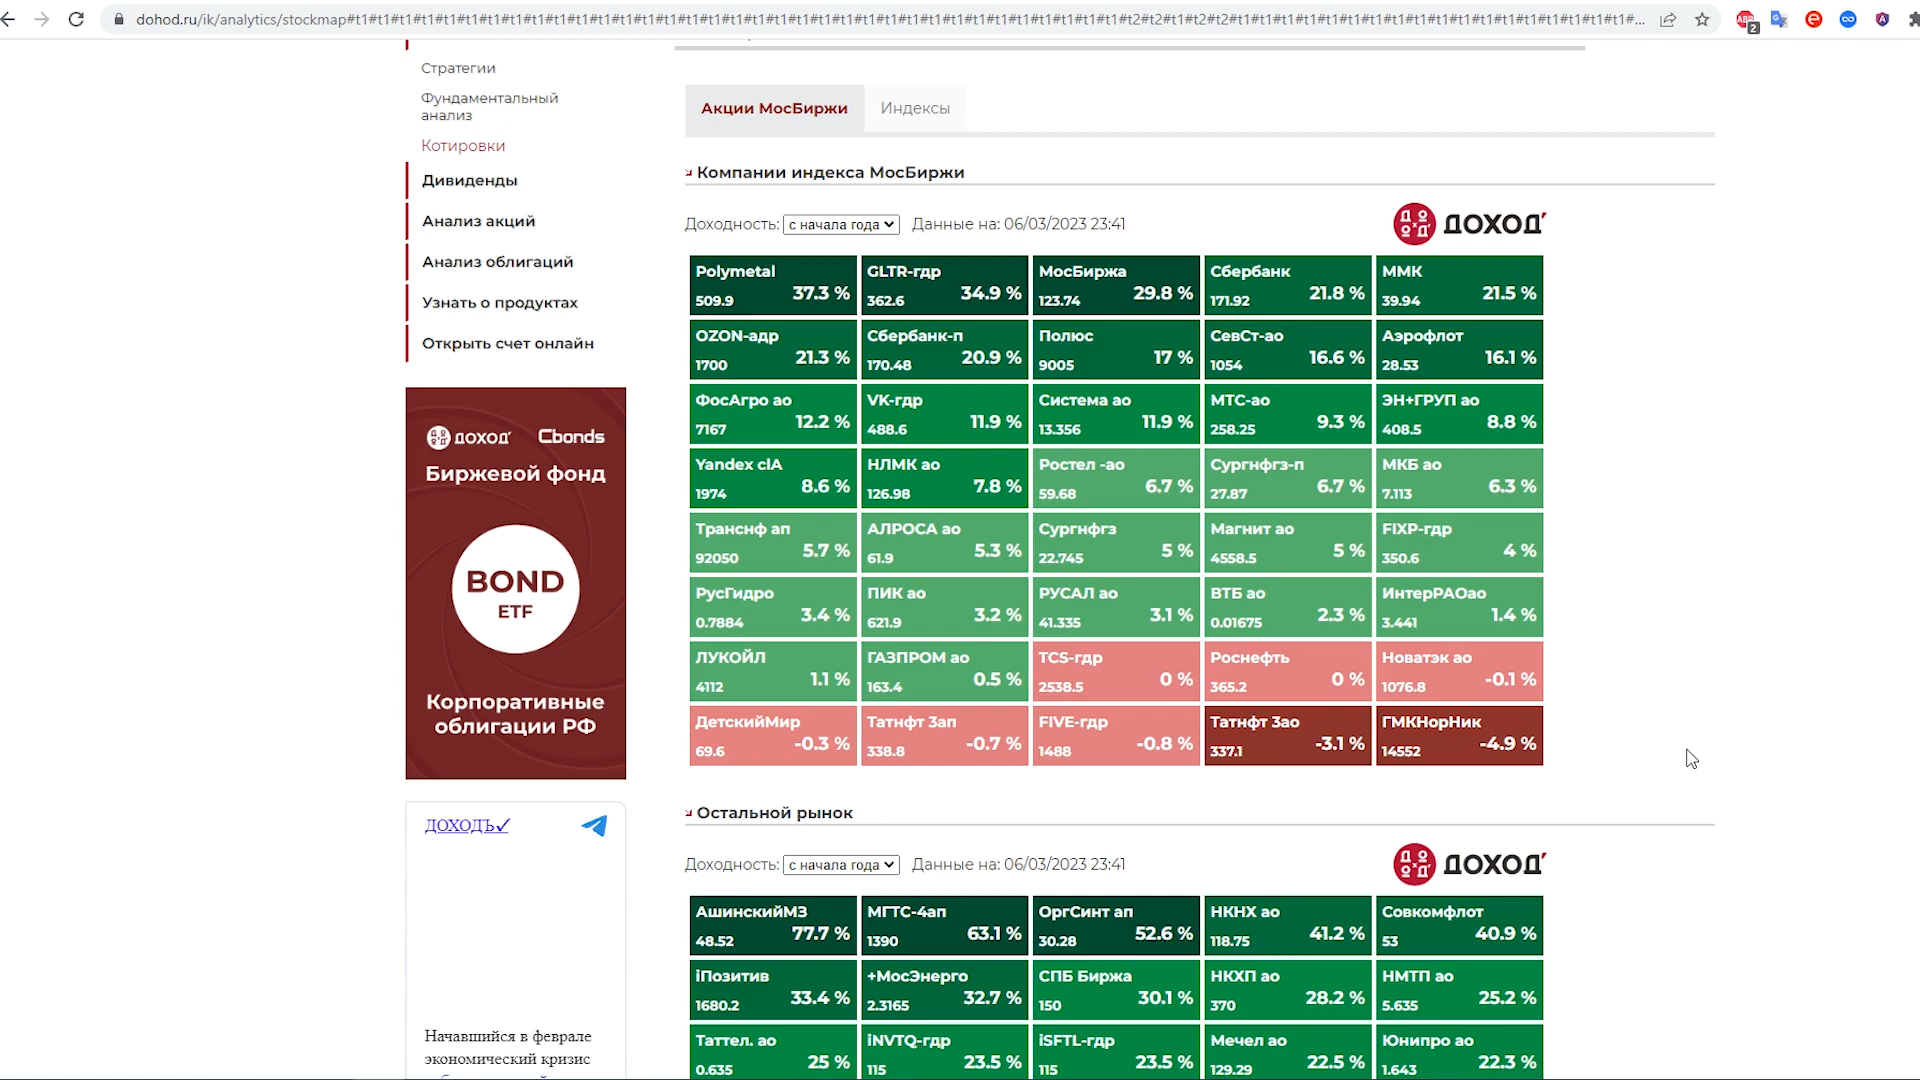 dohod.ru/ik/analytics/stockmap#t1#t1#t1#t1#t1#t1#t1#t1#t1#t1#t1#t1#t1#t1#t1#t1#t1#t1#t1#t1#t1#t1#t1#t1#t1#t1#t1#t1#t1#t1#t1#t1#t2#t2#t1#t2#t2#t1#t1#t1#t1#t1#t1#t1#t1#t1#t1#t1#t1#t1#...
2
Стратегии
Фундаментальный
анализ
Котировки
Дивиденды
Анализ акций
Анализ облигаций
Узнать о продуктах
Открыть счет онлайн
ДОХОДЪ Cbonds
Биржевой фонд
BOND
ETF
Корпоративные
облигации РФ
ДОХОДЪ✓
Начавшийся в феврале
экономический кризис
Акции МосБиржи Индексы
Компании индекса МосБиржи
Доходность: с начала года Данные на: 06/03/2023 23:41
ДОХОДЪ
Polymetal 509.9 37.3 %
GLTR-гдр 362.6 34.9 %
МосБиржа 123.74 29.8 %
Сбербанк 171.92 21.8 %
ММК 39.94 21.5 %
OZON-адр 1700 21.3 %
Сбербанк-п 170.48 20.9 %
Полюс 9005 17 %
СевСт-ао 1054 16.6 %
Аэрофлот 28.53 16.1 %
ФосАгро ао 7167 12.2 %
VK-гдр 488.6 11.9 %
Система ао 13.356 11.9 %
МТС-ао 258.25 9.3 %
ЭН+ГРУП ао 408.5 8.8 %
Yandex clA 1974 8.6 %
НЛМК ао 126.98 7.8 %
Ростел -ао 59.68 6.7 %
Сургнфгз-п 27.87 6.7 %
МКБ ао 7.113 6.3 %
Транснф ап 92050 5.7 %
АЛРОСА ао 61.9 5.3 %
Сургнфгз 22.745 5 %
Магнит ао 4558.5 5 %
FIXP-гдр 350.6 4 %
РусГидро 0.7884 3.4 %
ПИК ао 621.9 3.2 %
РУСАЛ ао 41.335 3.1 %
ВТБ ао 0.01675 2.3 %
ИнтерРАОао 3.441 1.4 %
ЛУКОЙЛ 4112 1.1 %
ГАЗПРОМ ао 163.4 0.5 %
TCS-гдр 2538.5 0 %
Роснефть 365.2 0 %
Новатэк ао 1076.8 -0.1 %
ДетскийМир 69.6 -0.3 %
Татнфт 3ап 338.8 -0.7 %
FIVE-гдр 1488 -0.8 %
Татнфт 3ао 337.1 -3.1 %
ГМКНорНик 14552 -4.9 %
Остальной рынок
Доходность: с начала года Данные на: 06/03/2023 23:41
ДОХОДЪ
АшинскийМЗ 48.52 77.7 %
МГТС-4ап 1390 63.1 %
ОргСинт ап 30.28 52.6 %
НКНХ ао 118.75 41.2 %
Совкомфлот 53 40.9 %
iПозитив 1680.2 33.4 %
+МосЭнерго 2.3165 32.7 %
СПБ Биржа 150 30.1 %
НКХП ао 370 28.2 %
НМТП ао 5.635 25.2 %
Таттел. ао 0.635 25 %
iNVTQ-гдр 115 23.5 %
iSFTL-гдр 115 23.5 %
Мечел ао 129.29 22.5 %
Юнипро ао 1.643 22.3 %